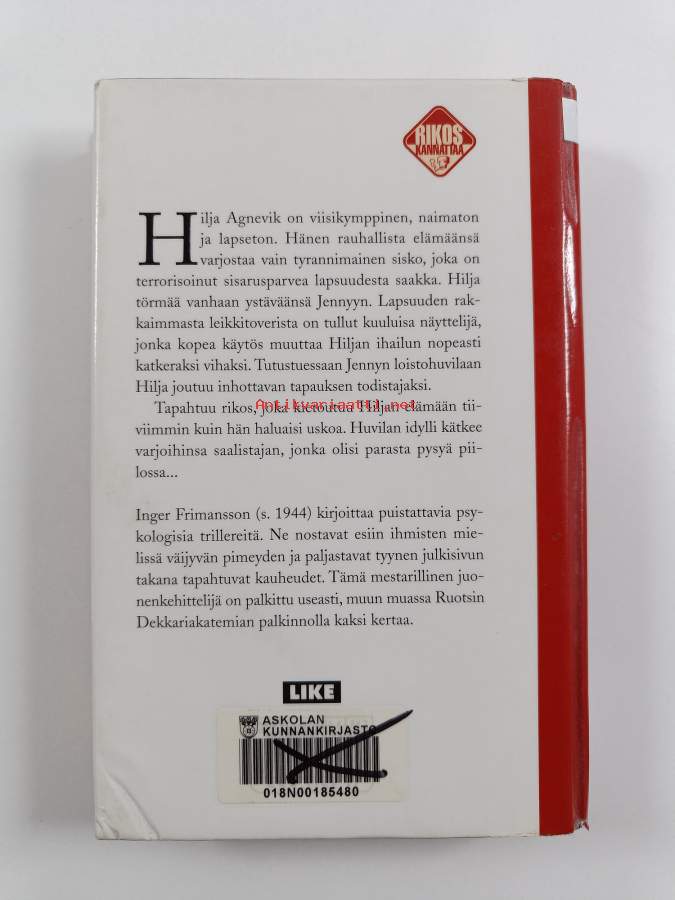 RIKOS
KANNATTAA
Hilja Agnevik on viisikymppinen, naimaton
ja lapseton. Hänen rauhallista elämäänsä
varjostaa vain tyrannimainen sisko, joka on
terrorisoinut sisarusparvea lapsuudesta saakka. Hilja
törmää vanhaan ystäväänsä Jennyyn. Lapsuuden rak-
kaimmasta leikkitoverista on tullut kuuluisa näyttelijä,
jonka kopea käytös muuttaa Hiljan ihailun nopeasti
katkeraksi vihaksi. Tutustuessaan Jennyn loistohuvilaan
Hilja joutuu inhottavan tapauksen todistajaksi.
Antikvariaatti.net
Tapahtuu rikos, joka kietoutuu Hiljan elämään tii-
viimmin kuin hän haluaisi uskoa. Huvilan idylli kätkee
varjoihinsa saalistajan, jonka olisi parasta pysyä pii-
lossa...
Inger Frimansson (s. 1944) kirjoittaa puistattavia psy-
kologisia trillereitä. Ne nostavat esiin ihmisten mie-
lissä väijyvän pimeyden ja paljastavat tyynen julkisivun
takana tapahtuvat kauheudet. Tämä mestarillinen juo-
nenkehittelijä on palkittu useasti, muun muassa Ruotsin
Dekkariakatemian palkinnolla kaksi kertaa.
LIKE
ASKOLAN
KUNNANKIRJASTO
018N00185480